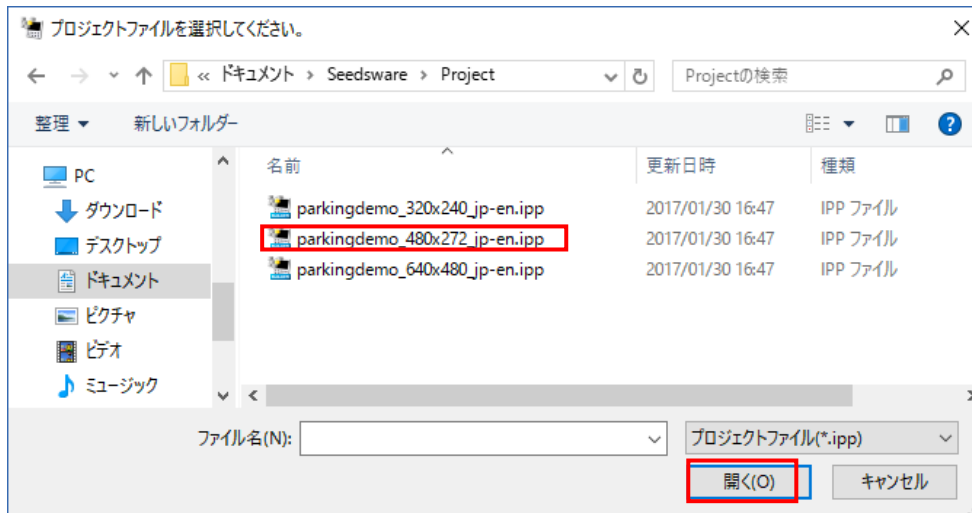 プロジェクトファイルを選択してください。
« ドキュメント › Seedsware › Project
Projectの検索
整理
新しいフォルダー
PC
ダウンロード
デスクトップ
ドキュメント
ピクチャ
ビデオ
ミュージック
名前 更新日時 種類
parkingdemo_320x240_jp-en.ipp 2017/01/30 16:47 IPP ファイル
parkingdemo_480x272_jp-en.ipp 2017/01/30 16:47 IPP ファイル
parkingdemo_640x480_jp-en.ipp 2017/01/30 16:47 IPP ファイル
ファイル名(N):
プロジェクトファイル(*.ipp)
開く(O)
キャンセル